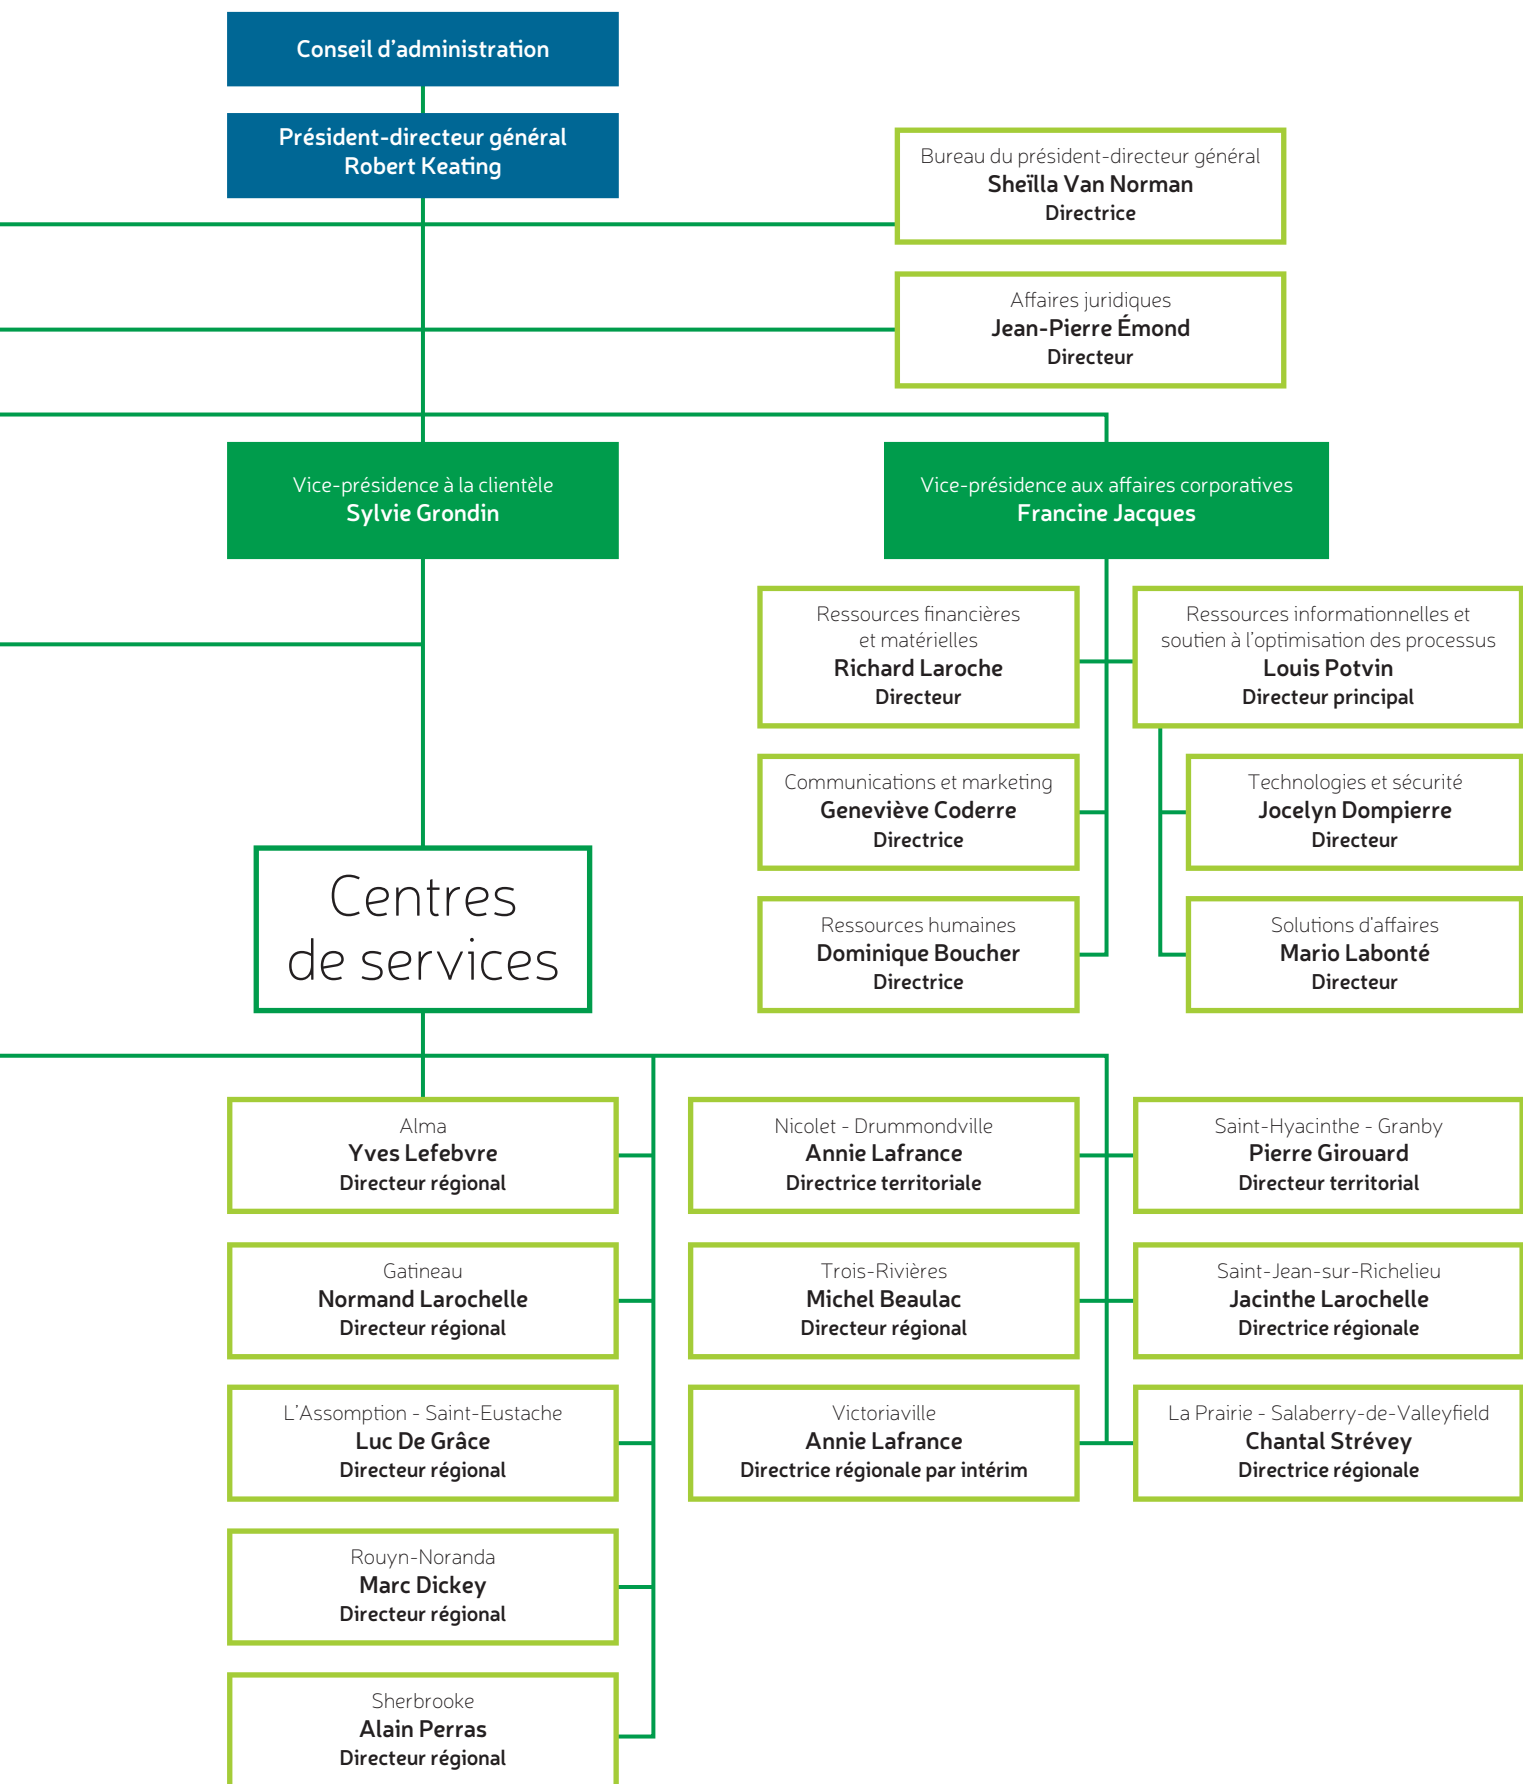 Conseil d'administration
Président-directeur général
Robert Keating
Bureau du président-directeur général
Sheïlla Van Norman
Directrice
Affaires juridiques
Jean-Pierre Émond
Directeur
Vice-présidence à la clientèle
Sylvie Grondin
Vice-présidence aux affaires corporatives
Francine Jacques
Ressources financières
et matérielles
Richard Laroche
Directeur
Ressources informationnelles et
soutien à l'optimisation des processus
Louis Potvin
Directeur principal
Communications et marketing
Geneviève Coderre
Directrice
Technologies et sécurité
Jocelyn Dompierre
Directeur
Ressources humaines
Dominique Boucher
Directrice
Solutions d'affaires
Mario Labonté
Directeur
Centres
de services
Alma
Yves Lefebvre
Directeur régional
Nicolet - Drummondville
Annie Lafrance
Directrice territoriale
Saint-Hyacinthe - Granby
Pierre Girouard
Directeur territorial
Gatineau
Normand Larochelle
Directeur régional
Trois-Rivières
Michel Beaulac
Directeur régional
Saint-Jean-sur-Richelieu
Jacinthe Larochelle
Directrice régionale
L'Assomption - Saint-Eustache
Luc De Grâce
Directeur régional
Victoriaville
Annie Lafrance
Directrice régionale par intérim
La Prairie - Salaberry-de-Valleyfield
Chantal Strévey
Directrice régionale
Rouyn-Noranda
Marc Dickey
Directeur régional
Sherbrooke
Alain Perras
Directeur régional